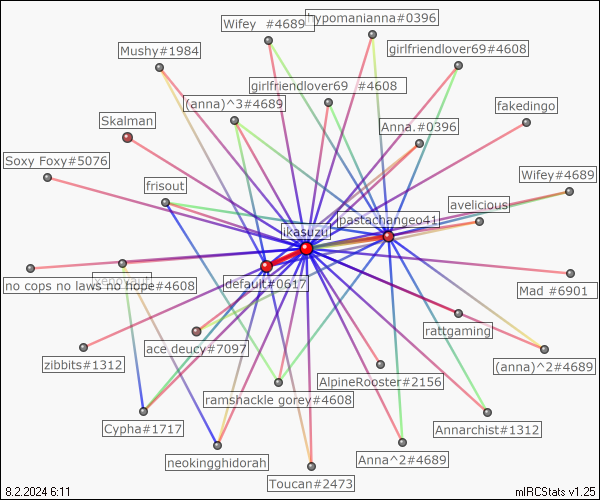 Wifey #4689
hypomanianna#0396
Mushy#1984
girlfriendlover69#4608
girlfriendlover69 #4608
(anna)^3#4689
fakedingo
Skalman
Anna.#0396
Soxy Foxy#5076
frisout
Wifey#4689
avelicious
jpastachangeo41
ikasuzu
no cops no laws no hope#4608
default#0617
Mad #6901
rattgaming
ace deucy#7097
zibbits#1312
(anna)^2#4689
AlpineRooster#2156
ramshackle gorey#4608
Cypha#1717
Annarchist#1312
neokingghidorah
Anna^2#4689
Toucan#2473
8.2.2024 6:11
mIRCStats v1.25